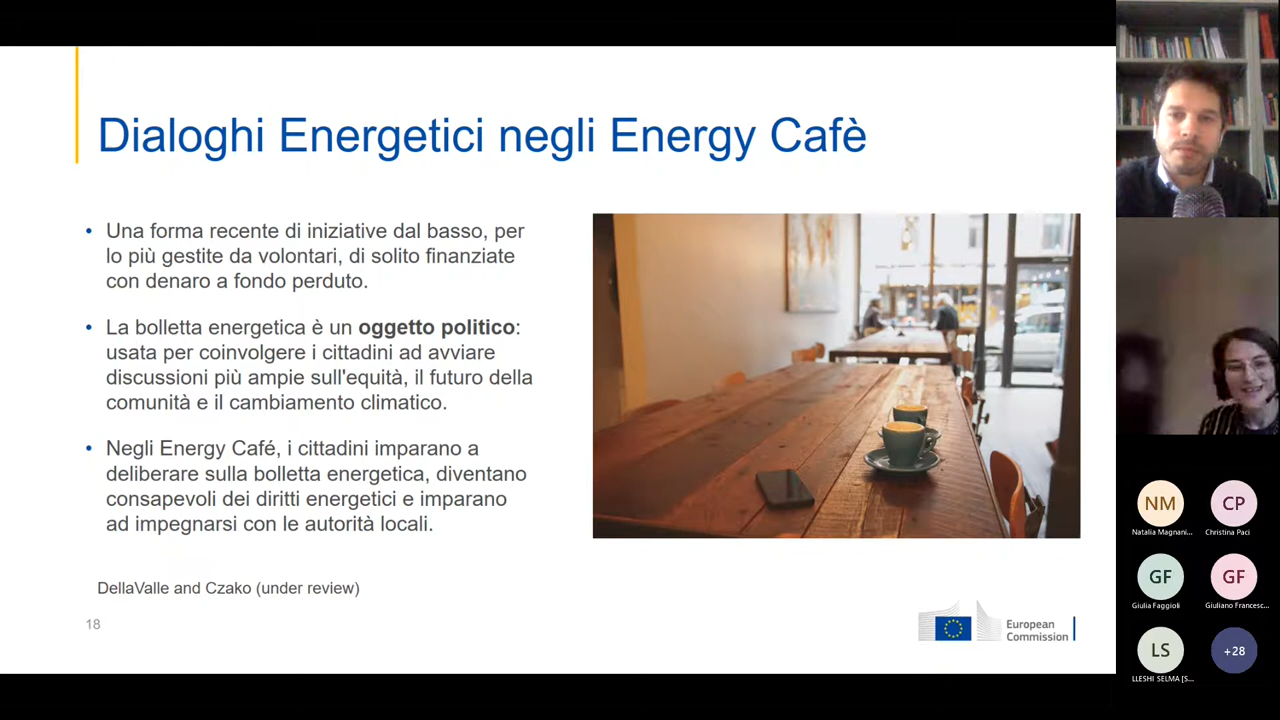 Dialoghi Energetici negli Energy Cafè
• Una forma recente di iniziative dal basso, per
lo più gestite da volontari, di solito finanziate
con denaro a fondo perduto.
• La bolletta energetica è un oggetto politico:
usata per coinvolgere i cittadini ad avviare
discussioni più ampie sull'equità, il futuro della
comunità e il cambiamento climatico.
• Negli Energy Café, i cittadini imparano a
deliberare sulla bolletta energetica, diventano
consapevoli dei diritti energetici e imparano
ad impegnarsi con le autorità locali.
DellaValle and Czako (under review)
18
European
Commission
NM
Natalia Magnani...
CP
Christina Paci
GF
Giulia Faggioli
GF
Giuliano Francesc...
LS
LLESHI SELMA [S...
+28